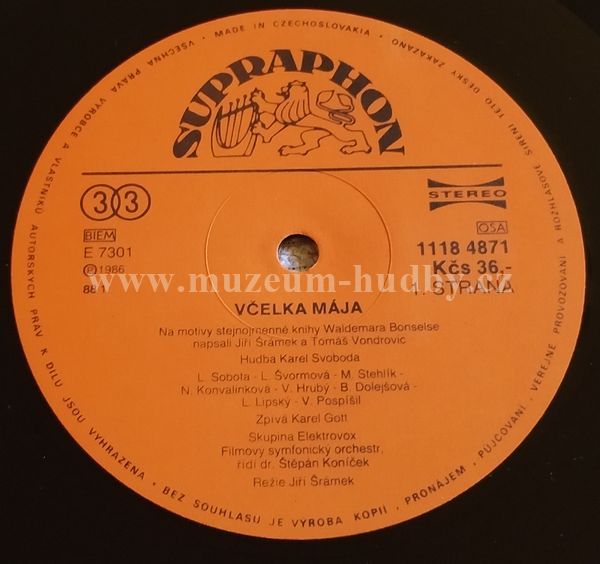 VŠECHNA PRÁVA VÝROBCE A VLASTNÍKŮ AUTORSKÝCH PRÁV K DÍLU JSOU VYHRAZENA • BEZ SOUHLASU JE VÝROBA KOPIÍ, PRONÁJEM, PŮJČOVÁNÍ, VEŘEJNÉ PROVOZOVÁNÍ A ROZHLASOVÉ ŠÍŘENÍ TÉTO DESKY ZAKÁZÁNO • MADE IN CZECHOSLOVAKIA •
SUPRAPHON
33
STEREO
BIEM
OSA
E 7301
1118 4871
℗1986
Kčs 36,-
88 1
1. STRANA
www.muzeum-hudby.cz
VČELKA MÁJA
Na motivy stejnojmenné knihy Waldemara Bonselse
napsali Jiří Šrámek a Tomáš Vondrovic
Hudba Karel Svoboda
L. Sobota - L. Švormová - M. Stehlík -
N. Konvalinková - V. Hrubý - B. Dolejšová -
L. Lipský - V. Pospíšil
Zpívá Karel Gott
Skupina Elektrovox
Filmový symfonický orchestr,
řídí dr. Štěpán Koníček
Režie Jiří Šrámek